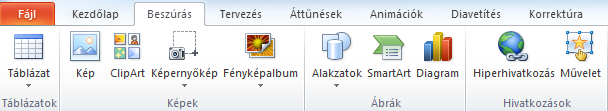 Fájl Kezdőlap Beszúrás Tervezés Áttűnések Animációk Diavetítés Korrektúra
Táblázat Kép ClipArt Képernyőkép Fényképalbum Alakzatok SmartArt Diagram Hiperhivatkozás Művelet
Táblázatok Képek Ábrák Hivatkozások